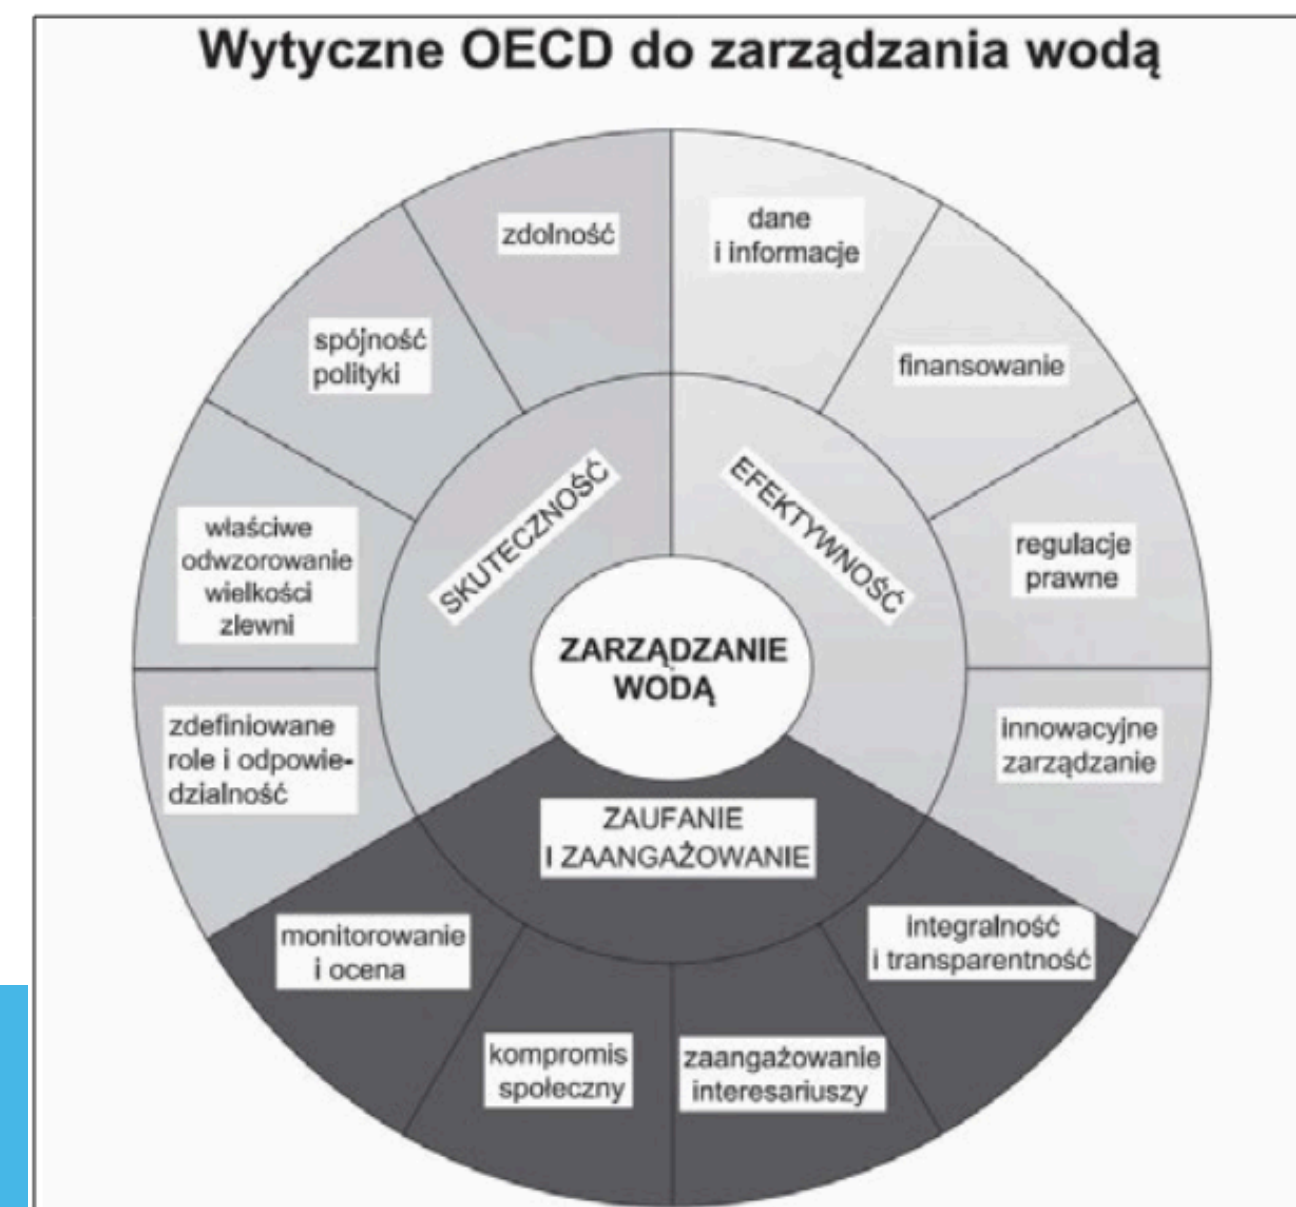 Wytyczne OECD do zarządzania wodą
zdolność
dane
i informacje
spójność
polityki
finansowanie
SKUTECZNOŚĆ
EFEKTYWNOŚĆ
właściwe
odwzorowanie
wielkości
zlewni
regulacje
prawne
ZARZĄDZANIE
WODĄ
zdefiniowane
role i odpowie-
dzialność
innowacyjne
zarządzanie
ZAUFANIE
I ZAANGAŻOWANIE
monitorowanie
i ocena
integralność
i transparentność
kompromis
społeczny
zaangażowanie
interesariuszy